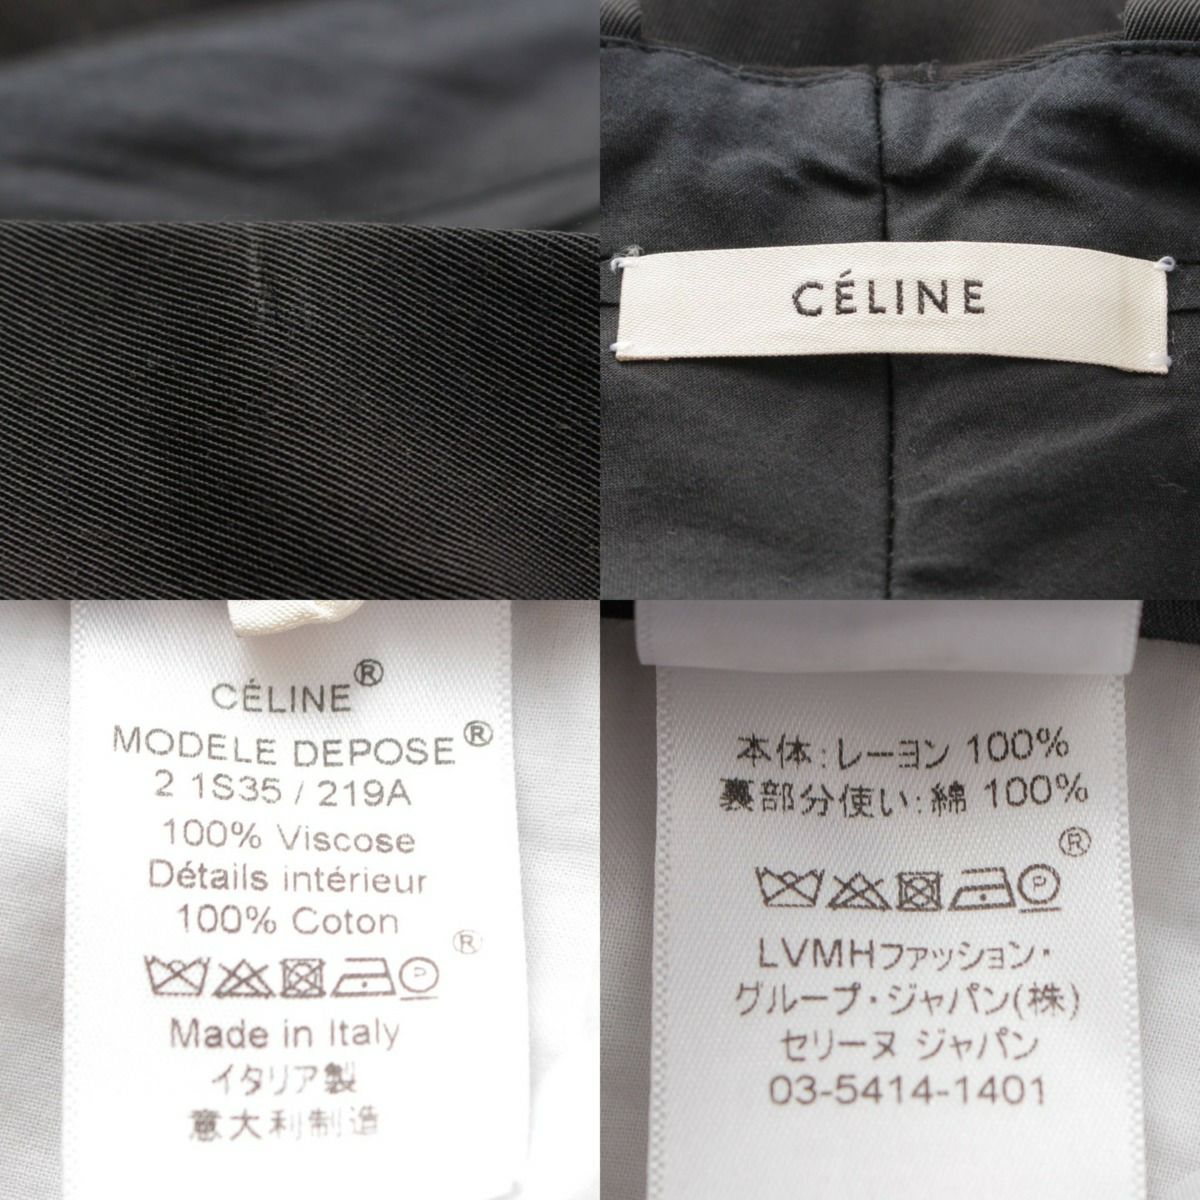 CÉLINE
CÉLINE®
MODELE DEPOSE®
2 1S35 / 219A
100% Viscose
Détails intérieur
100% Coton
®
P
Made in Italy
イタリア製
意大利制造
本体:レーヨン 100%
裏部分使い:綿 100%
®
P
LVMHファッション・
グループ・ジャパン(株)
セリーヌ ジャパン
03-5414-1401